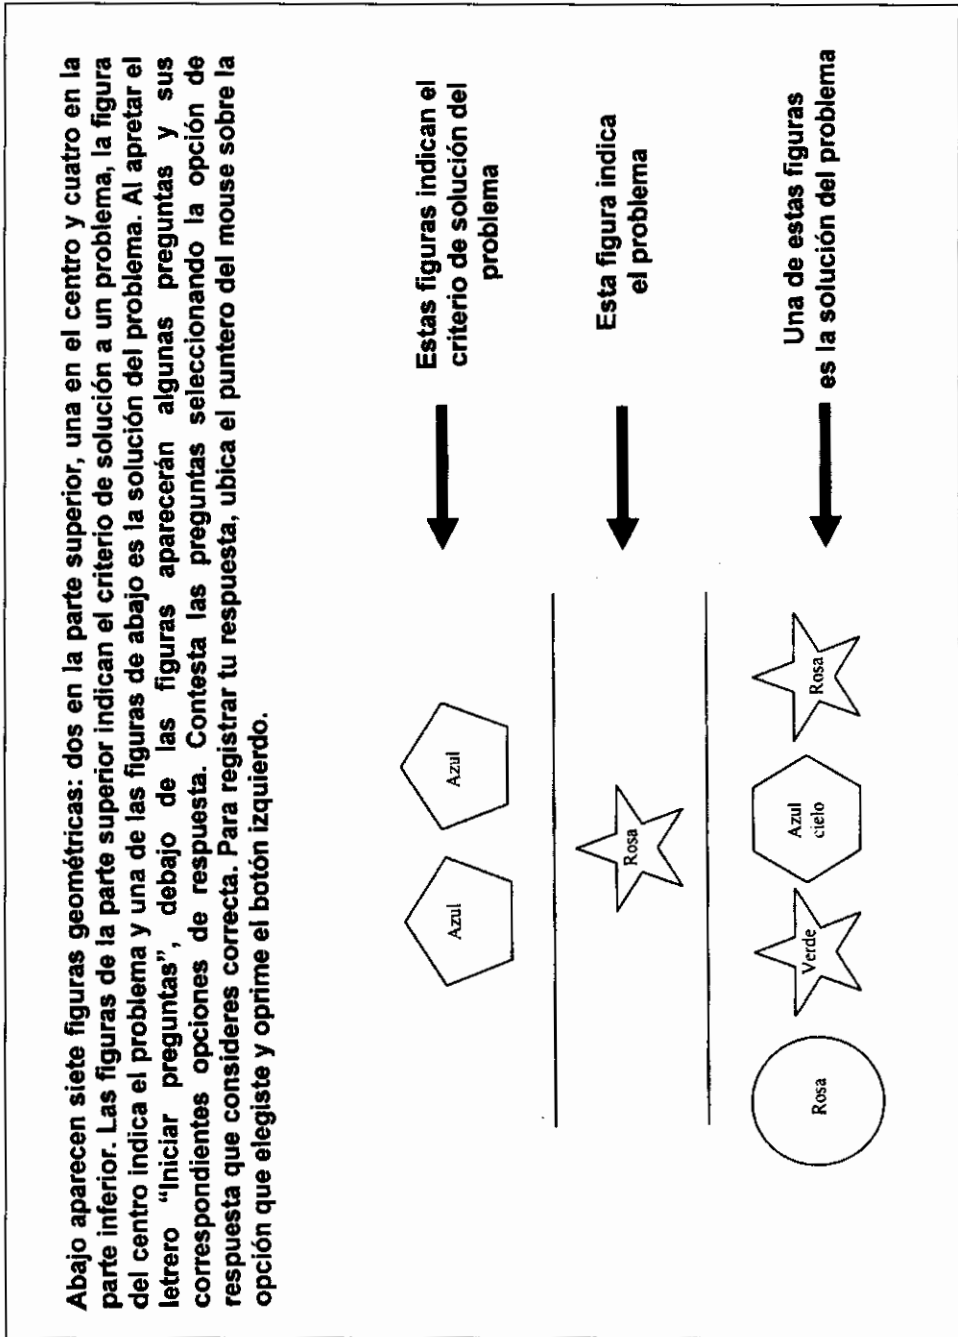 Abajo aparecen siete figuras geométricas: dos en la parte superior, una en el centro y cuatro en la
parte inferior. Las figuras de la parte superior indican el criterio de solución a un problema, la figura
del centro indica el problema y una de las figuras de abajo es la solución del problema. Al apretar el
letrero “Iniciar preguntas”, debajo de las figuras aparecerán algunas preguntas y sus
correspondientes opciones de respuesta. Contesta las preguntas seleccionando la opción de
respuesta que consideres correcta. Para registrar tu respuesta, ubica el puntero del mouse sobre la
opción que elegiste y oprime el botón izquierdo.
Azul
Azul
Estas figuras indican el
criterio de solución del
problema
Rosa
Esta figura indica
el problema
Rosa
Verde
Azul
cielo
Rosa
Una de estas figuras
es la solución del problema